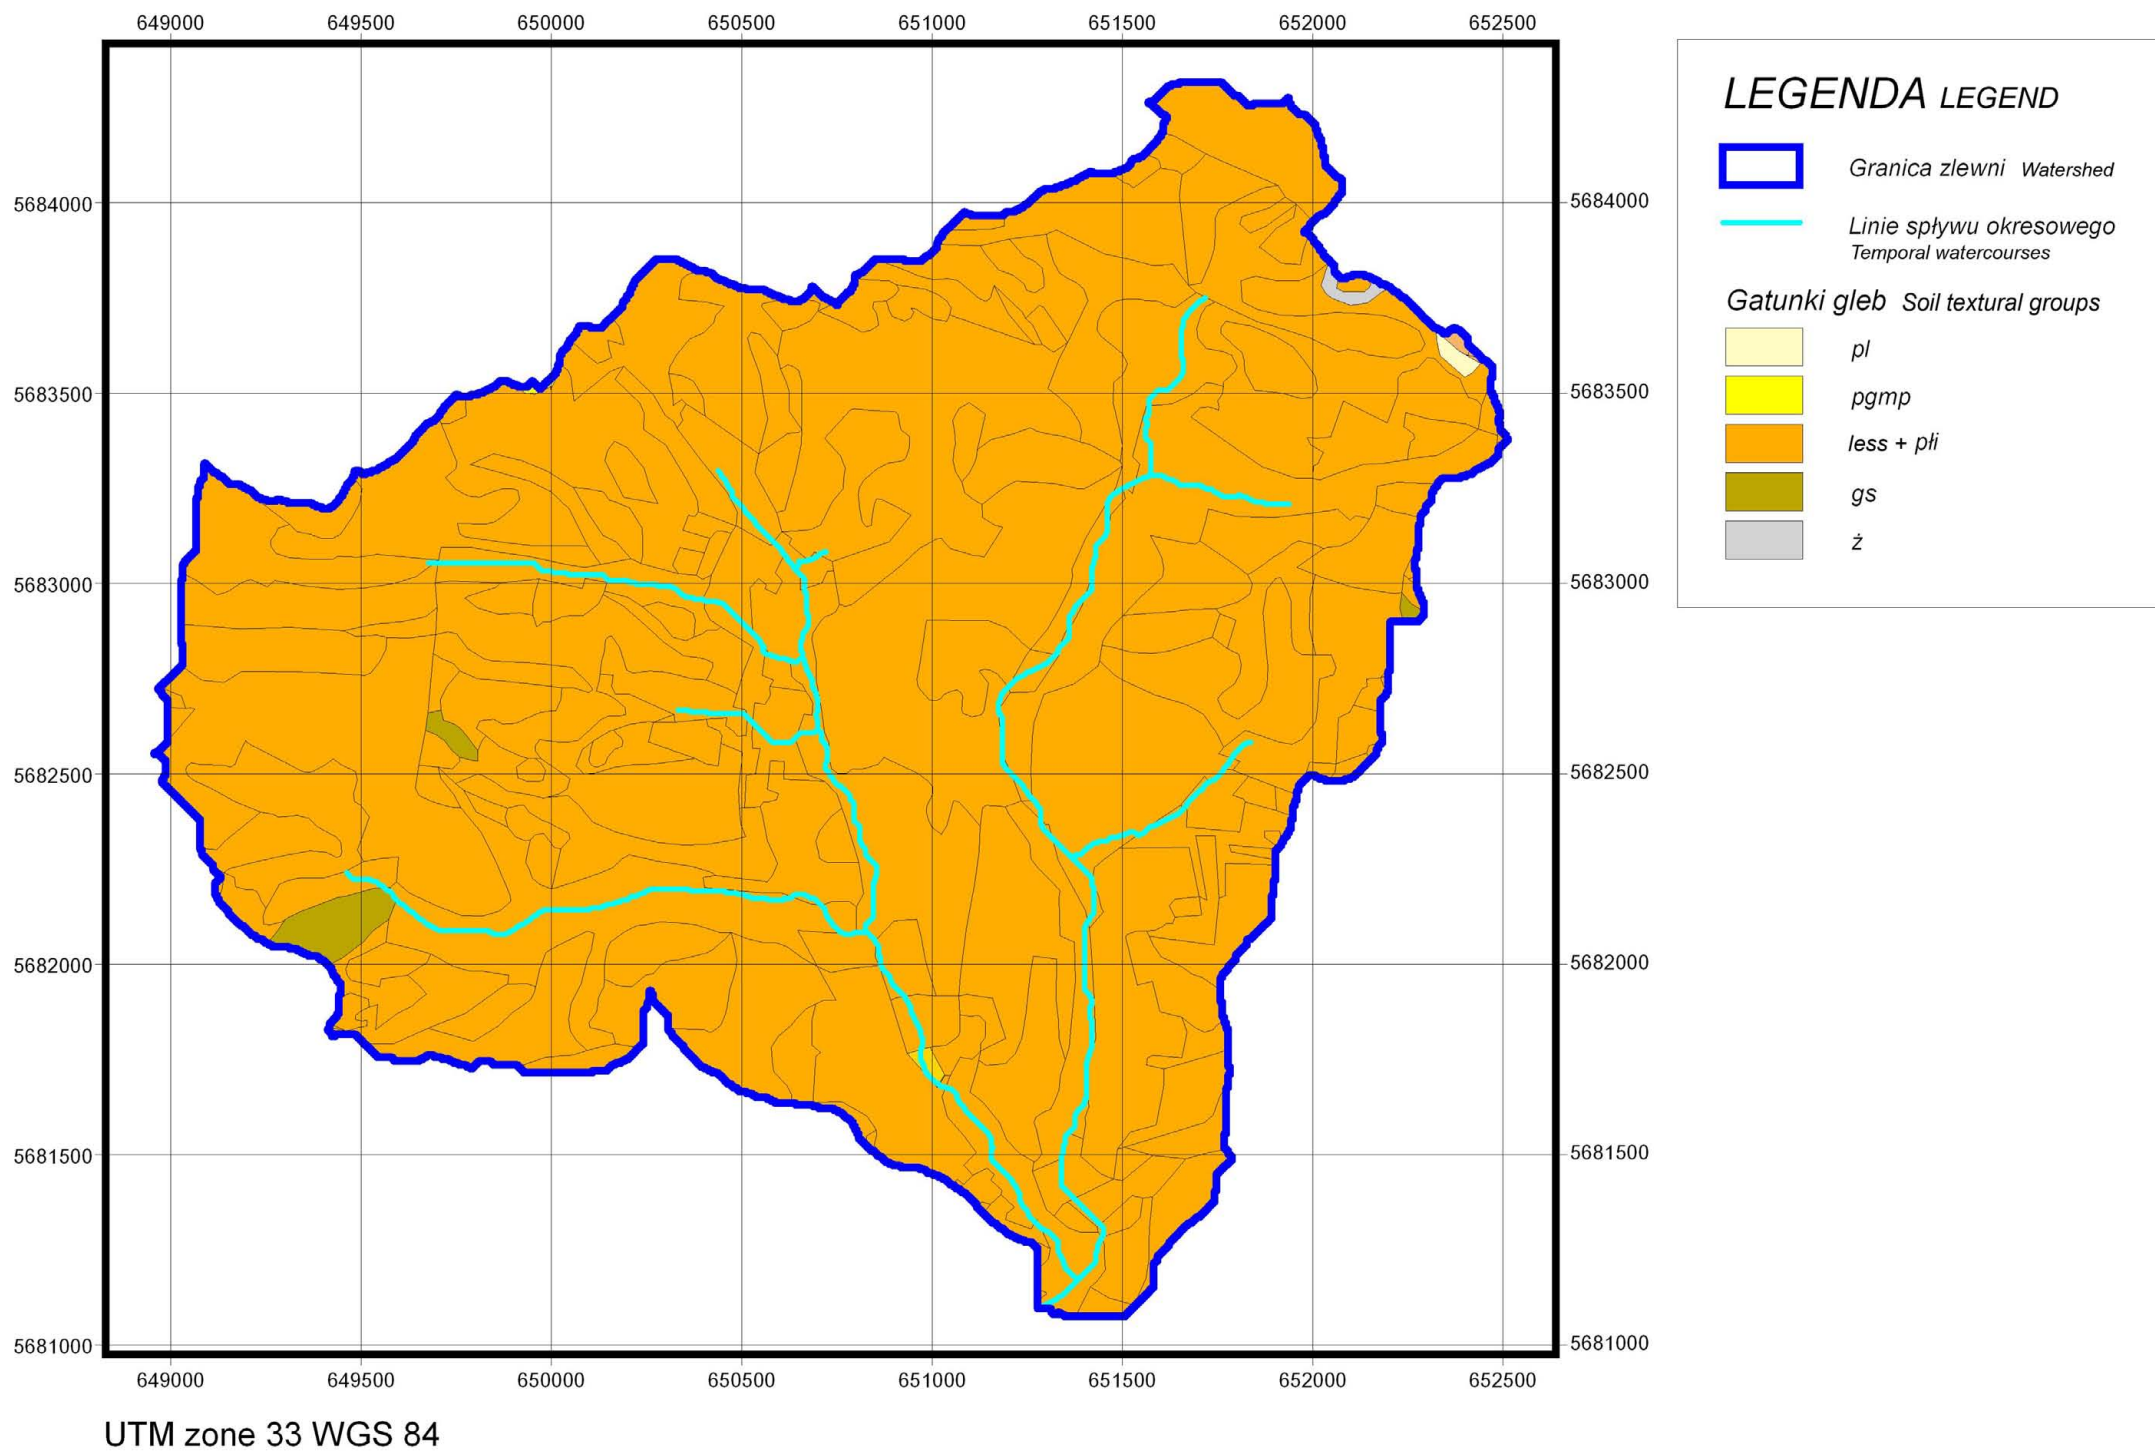 649000 649500 650000 650500 651000 651500 652000 652500
LEGENDA LEGEND
Granica zlewni Watershed
Linie spływu okresowego
Temporal watercourses
Gatunki gleb Soil textural groups
pl
pgmp
less + płi
gs
ż
5684000 5684000
5683500 5683500
5683000 5683000
5682500 5682500
5682000 5682000
5681500 5681500
5681000 5681000
649000 649500 650000 650500 651000 651500 652000 652500
UTM zone 33 WGS 84